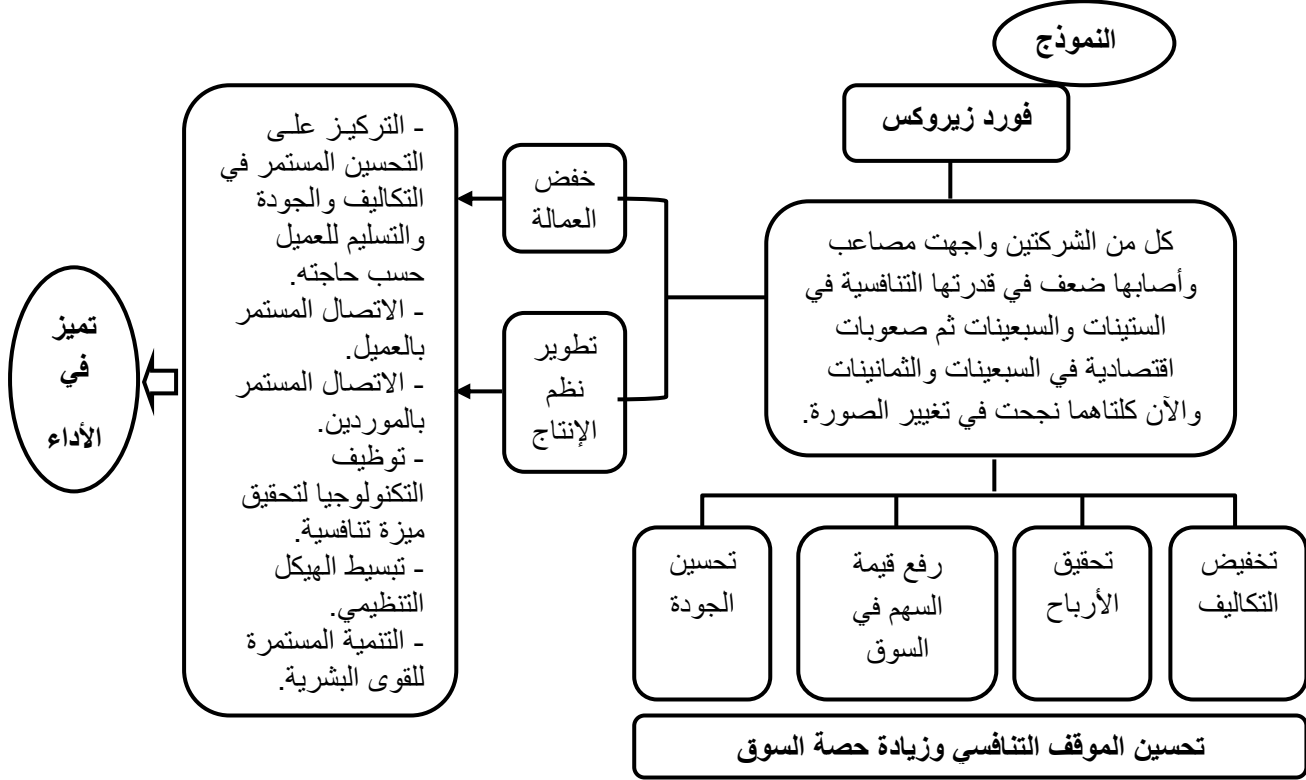 النموذج
فورد زيروكس
كل من الشركتين واجهت مصاعب
وأصابها ضعف في قدرتها التنافسية في
الستينات والسبعينات ثم صعوبات
اقتصادية في السبعينات والثمانينات
والآن كلتاهما نجحت في تغيير الصورة.
تخفيض
التكاليف
تحقيق
الأرباح
رفع قيمة
السهم في
السوق
تحسين
الجودة
تحسين الموقف التنافسي وزيادة حصة السوق
خفض
العمالة
تطوير
نظم
الإنتاج
- التركيـز علـى
التحسين المستمر في
التكاليف والجودة
والتسليم للعميل
حسب حاجته.
- الاتصال المستمر
بالعميل.
- الاتصال المستمر
بالموردين.
- توظيف
التكنولوجيا لتحقيق
ميزة تنافسية.
- تبسيط الهيكل
التنظيمي.
- التنمية المستمرة
للقوى البشرية.
تميز
في
الأداء